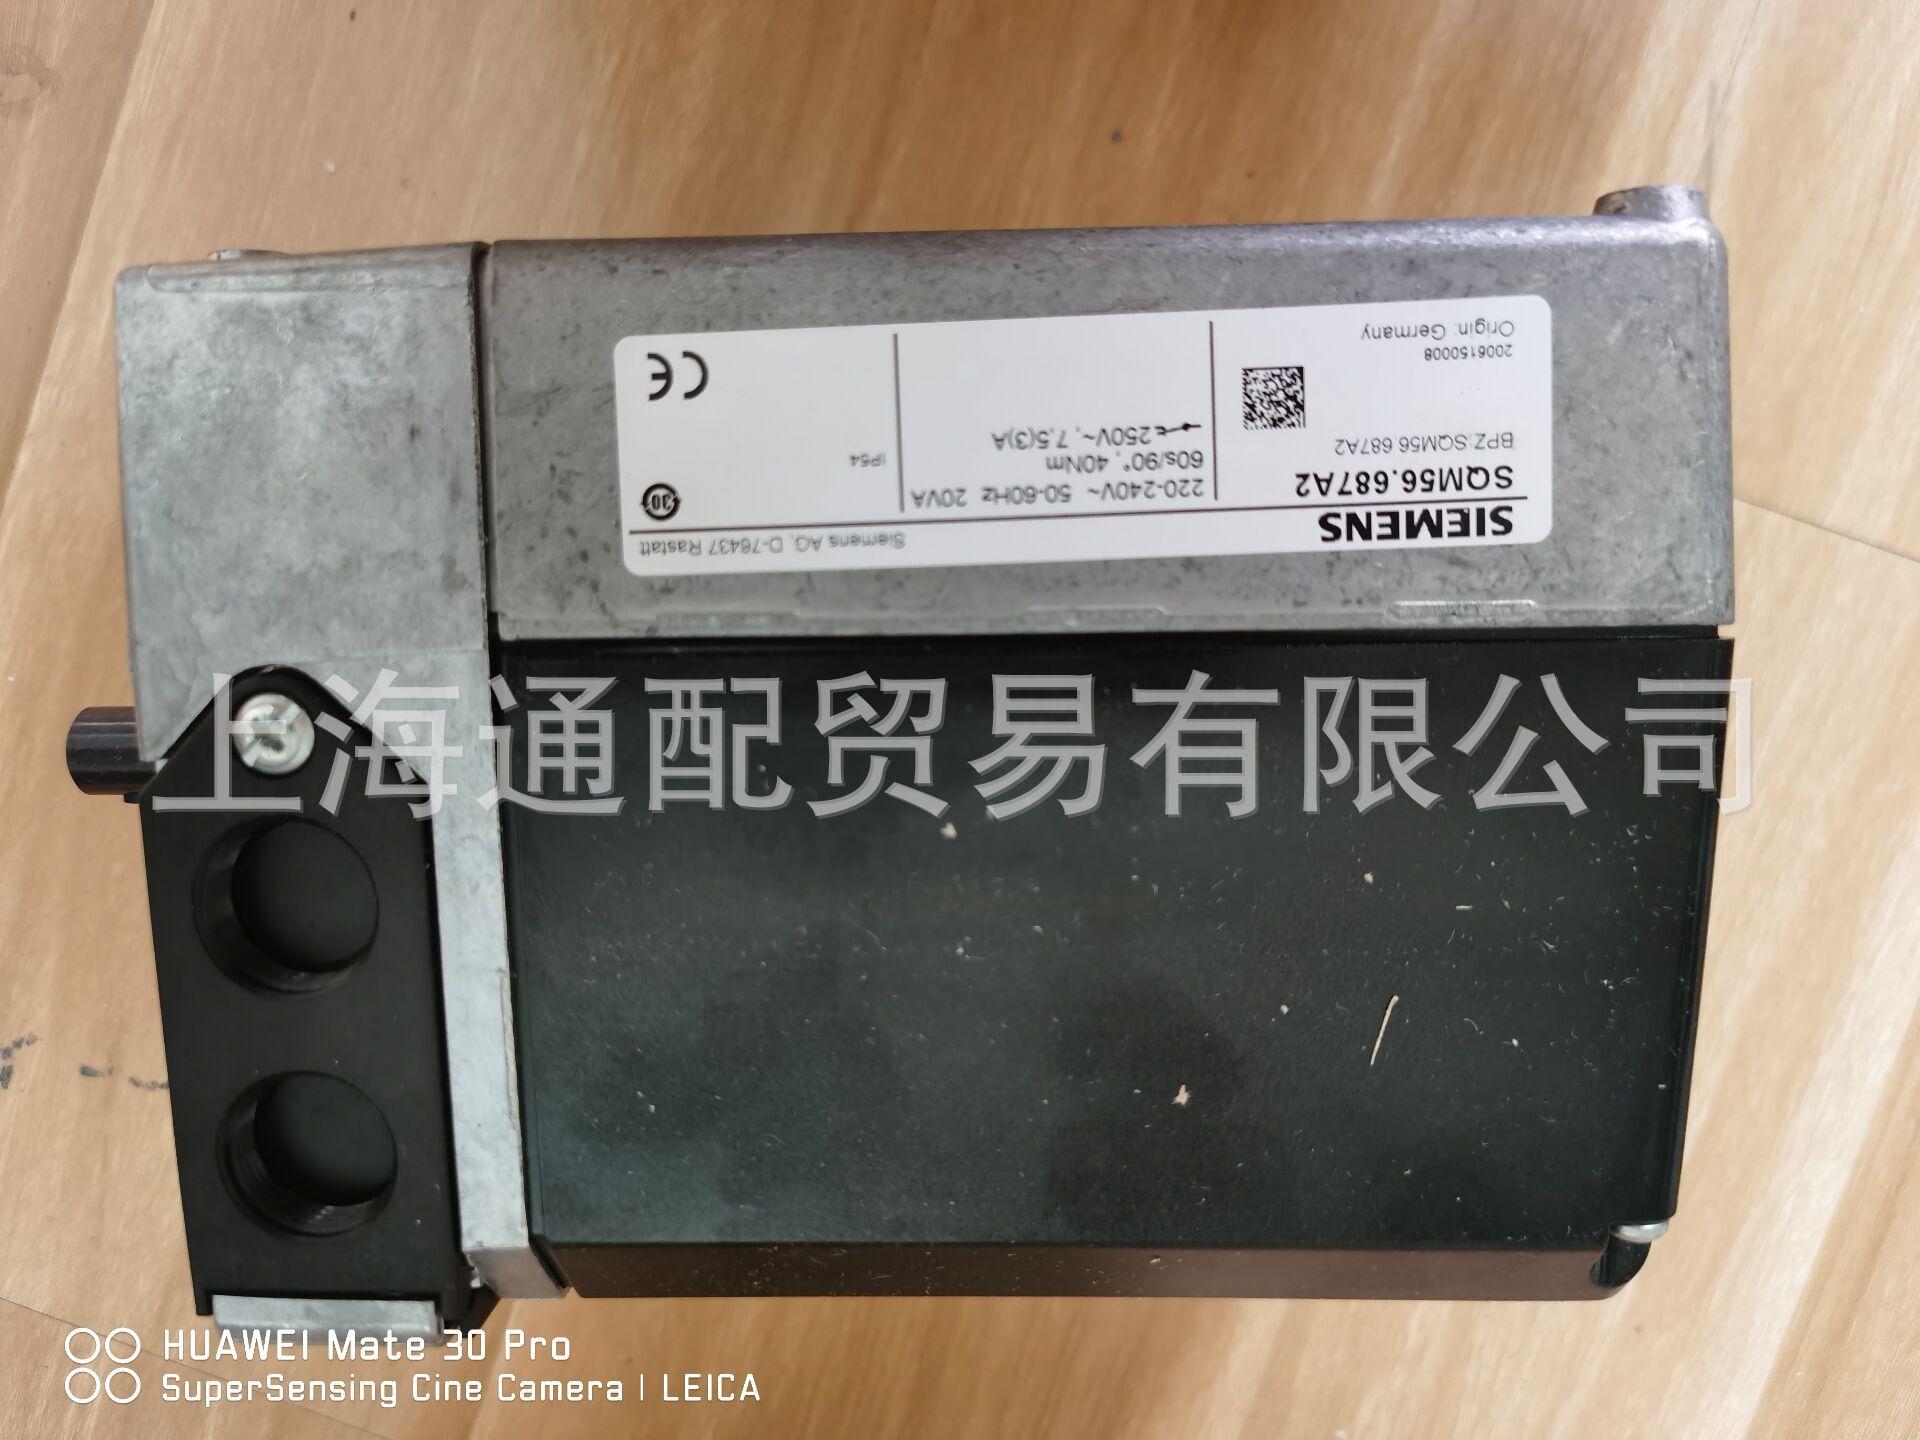 SIEMENS
Siemens AG, D-76437 Rastatt
SQM56.687A2
BPZ:SQM56.687A2
2006150008
Origin: Germany
220-240V~ 50-60Hz 20VA
60s/90°, 40Nm
250V~, 7,5(3)A
30
IP54
CE
上海通配贸易有限公司
HUAWEI Mate 30 Pro
SuperSensing Cine Camera | LEICA